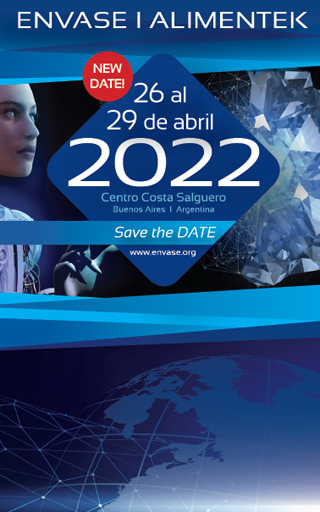 ENVASE | ALIMENTEK
NEW
DATE!
26 al
29 de abril
2022
Centro Costa Salguero
Buenos Aires | Argentina
Save the DATE
www.envase.org